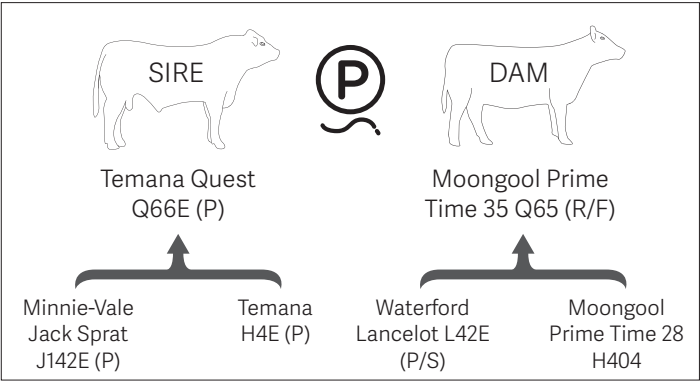 SIRE
P
DAM
Temana Quest
Q66E (P)
Moongool Prime
Time 35 Q65 (R/F)
Minnie-Vale
Jack Sprat
J142E (P)
Temana
H4E (P)
Waterford
Lancelot L42E
(P/S)
Moongool
Prime Time 28
H404